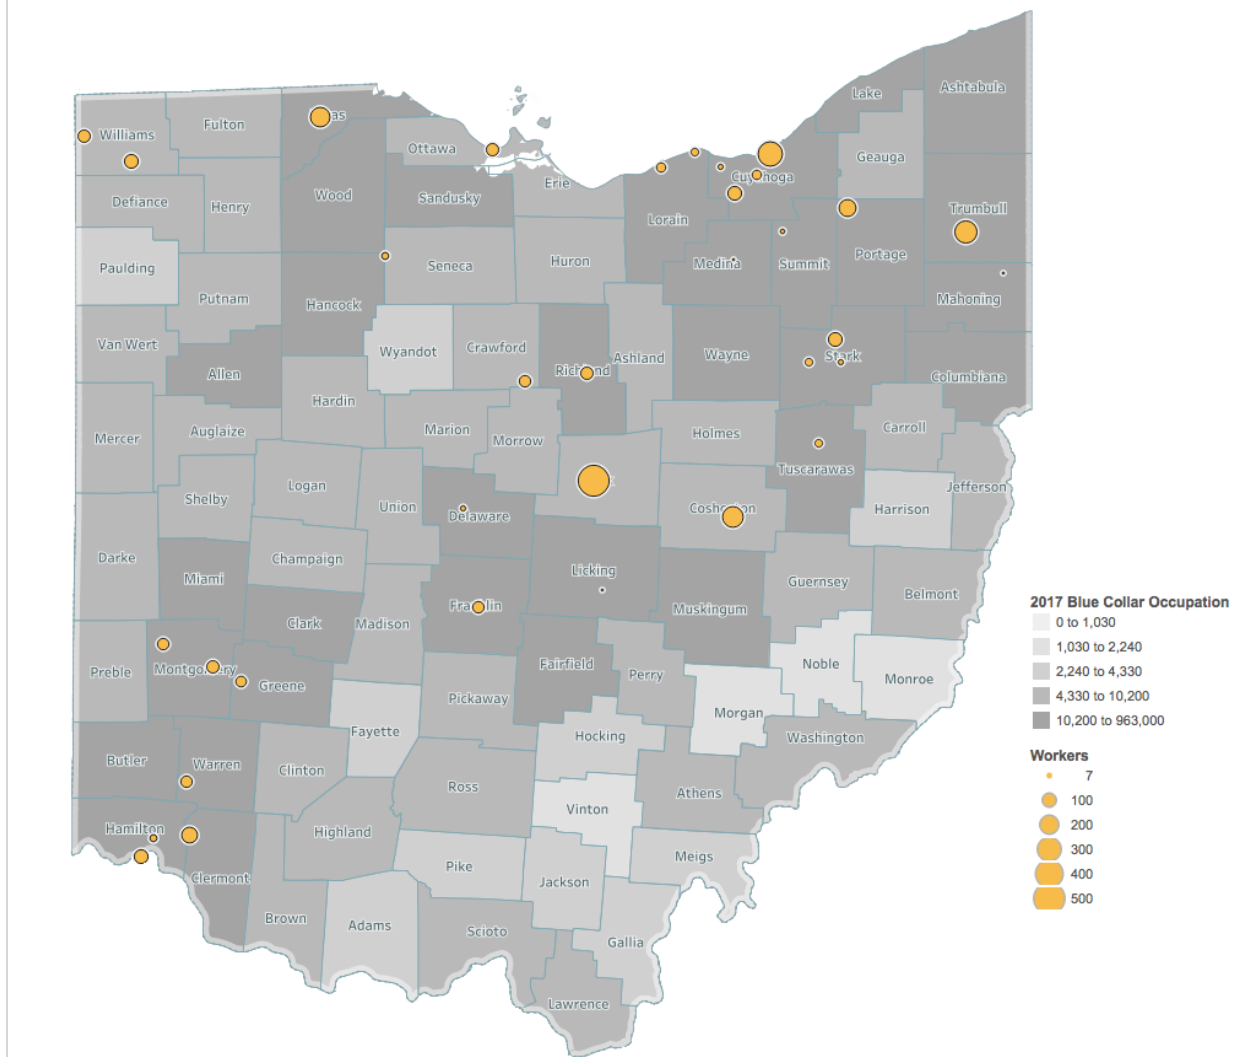 Lake
Ashtabula
Williams
Fulton
as
Ottawa
Geauga
Erie
Cuyahoga
Defiance
Henry
Wood
Sandusky
Lorain
Trumbull
Paulding
Seneca
Huron
Medina
Summit
Portage
Putnam
Hancock
Mahoning
Van Wert
Wyandot
Crawford
Ashland
Wayne
Stark
Allen
Richland
Columbiana
Hardin
Mercer
Auglaize
Marion
Morrow
Holmes
Carroll
Tuscarawas
Shelby
Logan
Union
Delaware
Coshocton
Harrison
Jefferson
Darke
Champaign
Licking
Guernsey
Belmont
Miami
Clark
Madison
Franklin
Muskingum
Preble
Montgomery
Greene
Fairfield
Perry
Noble
Monroe
Pickaway
Morgan
Fayette
Hocking
Washington
Butler
Warren
Clinton
Ross
Athens
Vinton
Hamilton
Highland
Pike
Meigs
Clermont
Jackson
Brown
Adams
Scioto
Gallia
Lawrence
2017 Blue Collar Occupation
0 to 1,030
1,030 to 2,240
2,240 to 4,330
4,330 to 10,200
10,200 to 963,000
Workers
7
100
200
300
400
500